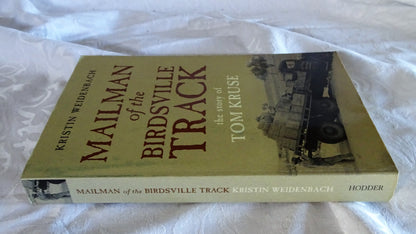 KRISTIN WEIDENBACH
MAILMAN
of the
BIRDSVILLE
TRACK
the story of
TOM KRUSE
MAILMAN of the BIRDSVILLE TRACK KRISTIN WEIDENBACH HODDER